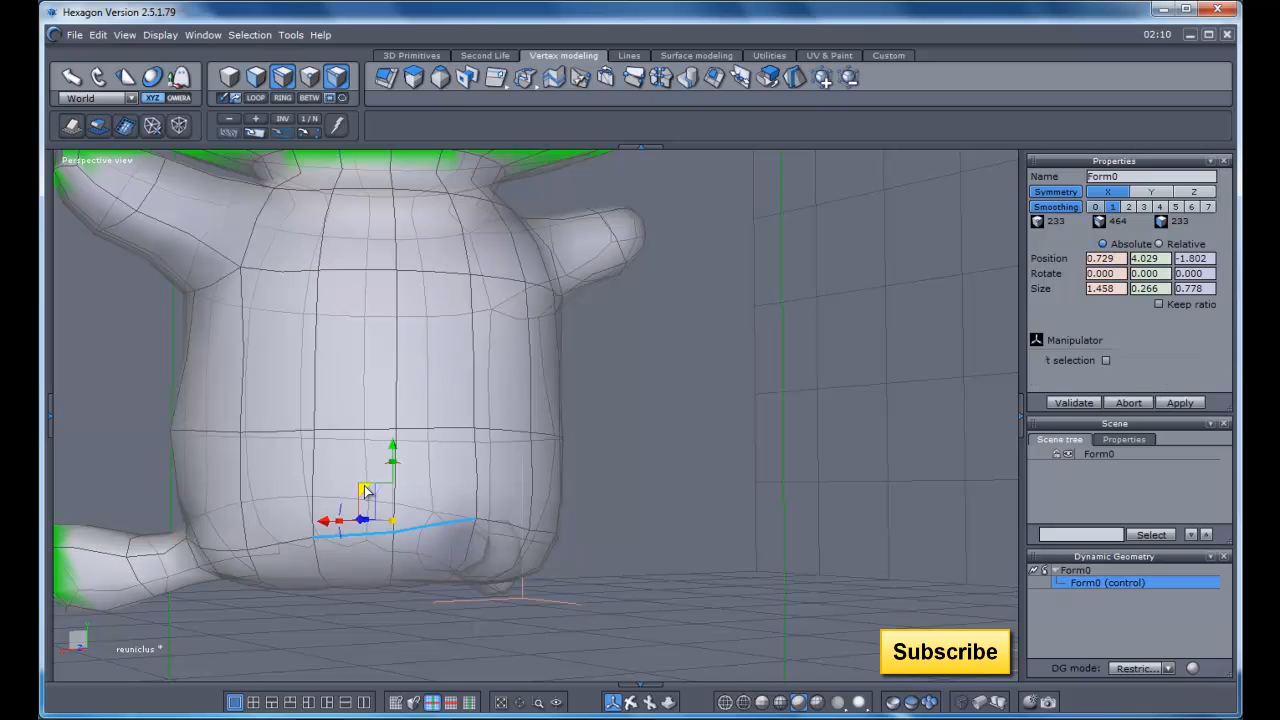 Hexagon Version 2.5.1.79
File Edit View Display Window Selection Tools Help
02:10
3D Primitives Second Life Vertex modeling Lines Surface modeling Utilities UV & Paint Custom
World XYZ CAMERA
LOOP RING BETW
INV 1 / N
Perspective view
Properties
Name Form0
Symmetry X Y Z
Smoothing 0 1 2 3 4 5 6 7
233 464 233
Absolute Relative
Position 0.729 4.029 -1.802
Rotate 0.000 0.000 0.000
Size 1.458 0.266 0.778
Keep ratio
Manipulator
t selection
Validate Abort Apply
Scene
Scene tree Properties
Form0
Select
Dynamic Geometry
Form0
Form0 (control)
reuniclus *
Subscribe
DG mode: Restric...